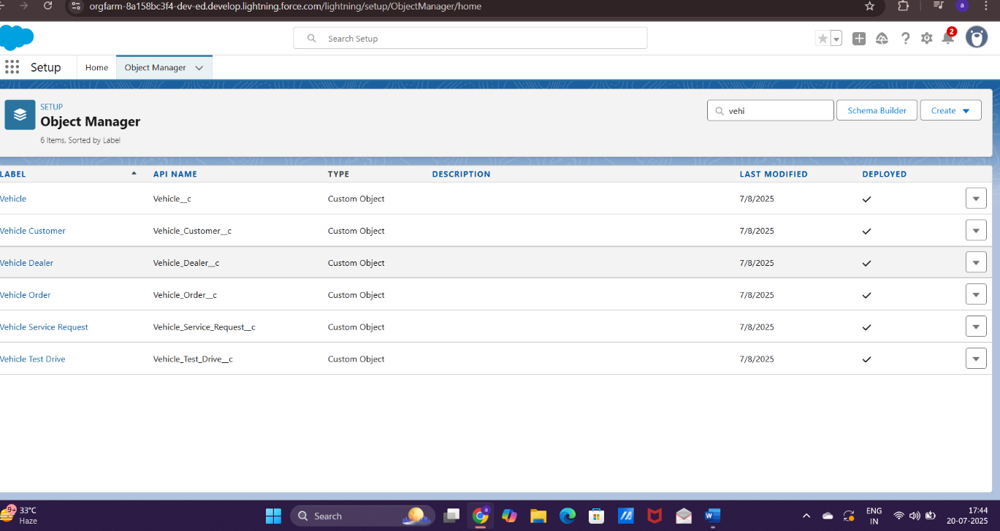 orgfarm-8a158bc3f4-dev-ed.develop.lightning.force.com/lightning/setup/ObjectManager/home
a
Search Setup
2
Setup Home Object Manager
SETUP
Object Manager
6 Items, Sorted by Label
vehi
Schema Builder
Create
LABEL API NAME TYPE DESCRIPTION LAST MODIFIED DEPLOYED
Vehicle Vehicle__c Custom Object 7/8/2025
Vehicle Customer Vehicle_Customer__c Custom Object 7/8/2025
Vehicle Dealer Vehicle_Dealer__c Custom Object 7/8/2025
Vehicle Order Vehicle_Order__c Custom Object 7/8/2025
Vehicle Service Request Vehicle_Service_Request__c Custom Object 7/8/2025
Vehicle Test Drive Vehicle_Test_Drive__c Custom Object 7/8/2025
9+ 33°C
Haze
Search
a
W
ENG
IN
17:44
20-07-2025